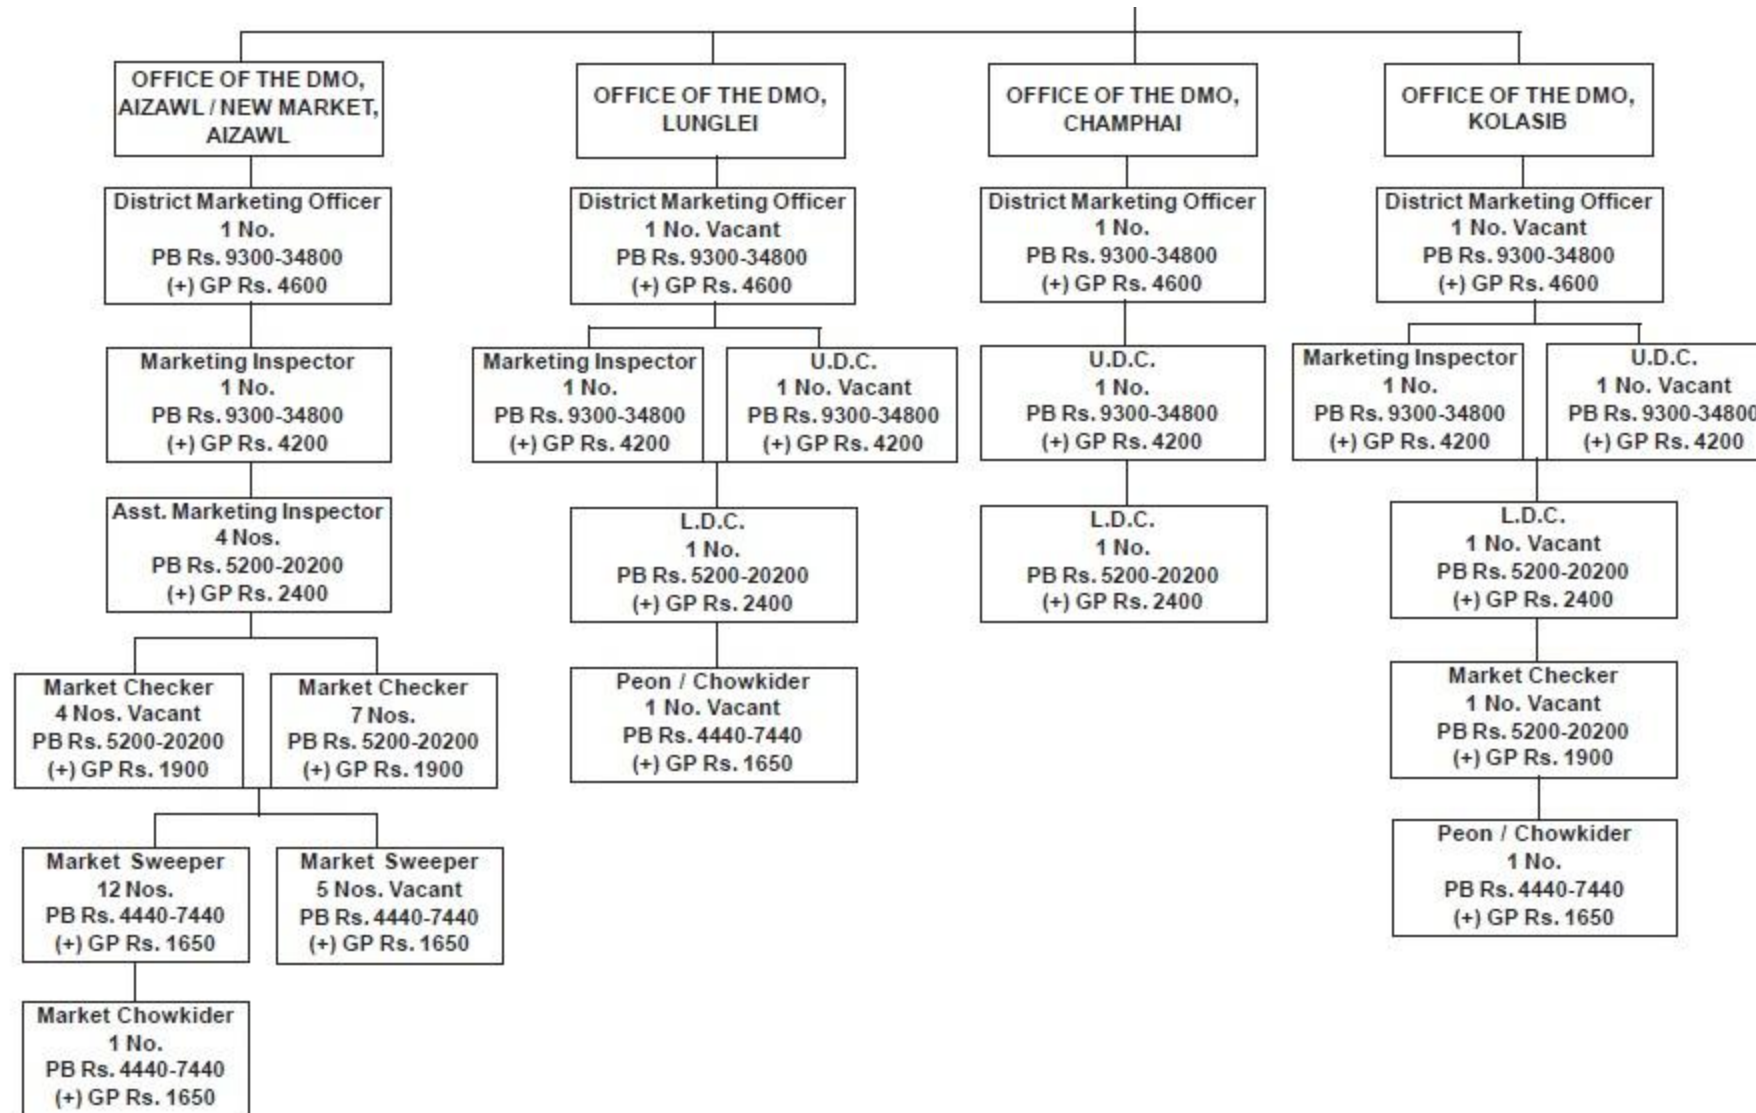 OFFICE OF THE DMO,
AIZAWL / NEW MARKET,
AIZAWL
District Marketing Officer
1 No.
PB Rs. 9300-34800
(+) GP Rs. 4600
Marketing Inspector
1 No.
PB Rs. 9300-34800
(+) GP Rs. 4200
Asst. Marketing Inspector
4 Nos.
PB Rs. 5200-20200
(+) GP Rs. 2400
Market Checker
4 Nos. Vacant
PB Rs. 5200-20200
(+) GP Rs. 1900
Market Checker
7 Nos.
PB Rs. 5200-20200
(+) GP Rs. 1900
Market Sweeper
12 Nos.
PB Rs. 4440-7440
(+) GP Rs. 1650
Market Sweeper
5 Nos. Vacant
PB Rs. 4440-7440
(+) GP Rs. 1650
Market Chowkider
1 No.
PB Rs. 4440-7440
(+) GP Rs. 1650
OFFICE OF THE DMO,
LUNGLEI
District Marketing Officer
1 No. Vacant
PB Rs. 9300-34800
(+) GP Rs. 4600
Marketing Inspector
1 No.
PB Rs. 9300-34800
(+) GP Rs. 4200
U.D.C.
1 No. Vacant
PB Rs. 9300-34800
(+) GP Rs. 4200
L.D.C.
1 No.
PB Rs. 5200-20200
(+) GP Rs. 2400
Peon / Chowkider
1 No. Vacant
PB Rs. 4440-7440
(+) GP Rs. 1650
OFFICE OF THE DMO,
CHAMPHAI
District Marketing Officer
1 No.
PB Rs. 9300-34800
(+) GP Rs. 4600
U.D.C.
1 No.
PB Rs. 9300-34800
(+) GP Rs. 4200
L.D.C.
1 No.
PB Rs. 5200-20200
(+) GP Rs. 2400
OFFICE OF THE DMO,
KOLASIB
District Marketing Officer
1 No. Vacant
PB Rs. 9300-34800
(+) GP Rs. 4600
Marketing Inspector
1 No.
PB Rs. 9300-34800
(+) GP Rs. 4200
U.D.C.
1 No. Vacant
PB Rs. 9300-34800
(+) GP Rs. 4200
L.D.C.
1 No. Vacant
PB Rs. 5200-20200
(+) GP Rs. 2400
Market Checker
1 No. Vacant
PB Rs. 5200-20200
(+) GP Rs. 1900
Peon / Chowkider
1 No.
PB Rs. 4440-7440
(+) GP Rs. 1650